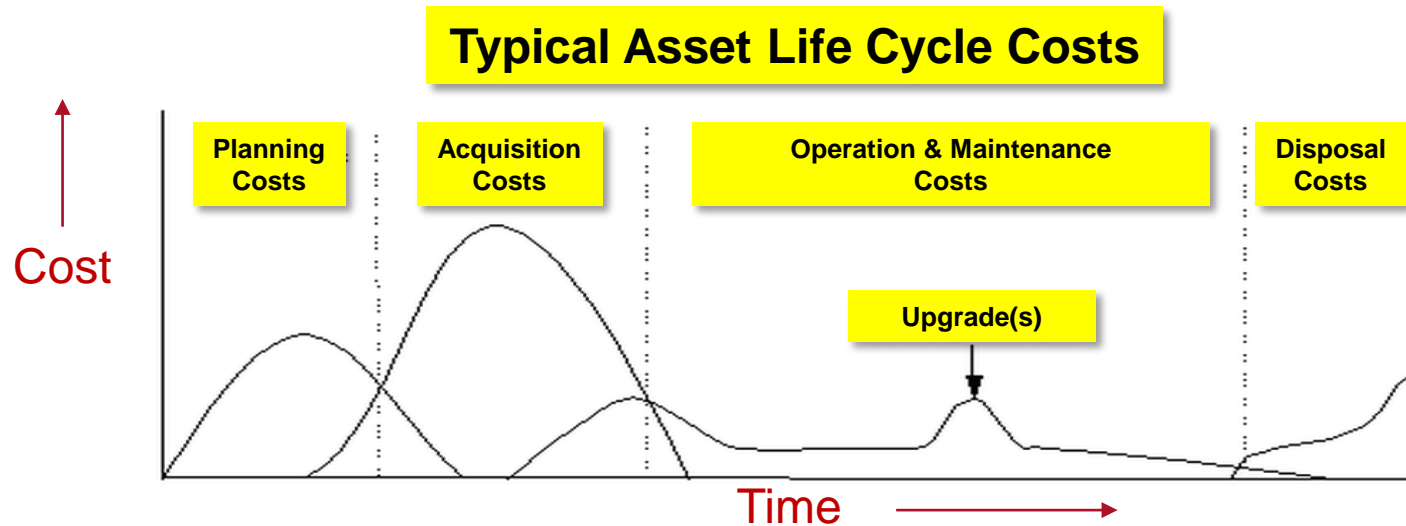 Typical Asset Life Cycle Costs
Planning
Costs
Acquisition
Costs
Operation & Maintenance
Costs
Disposal
Costs
Cost
Upgrade(s)
Time